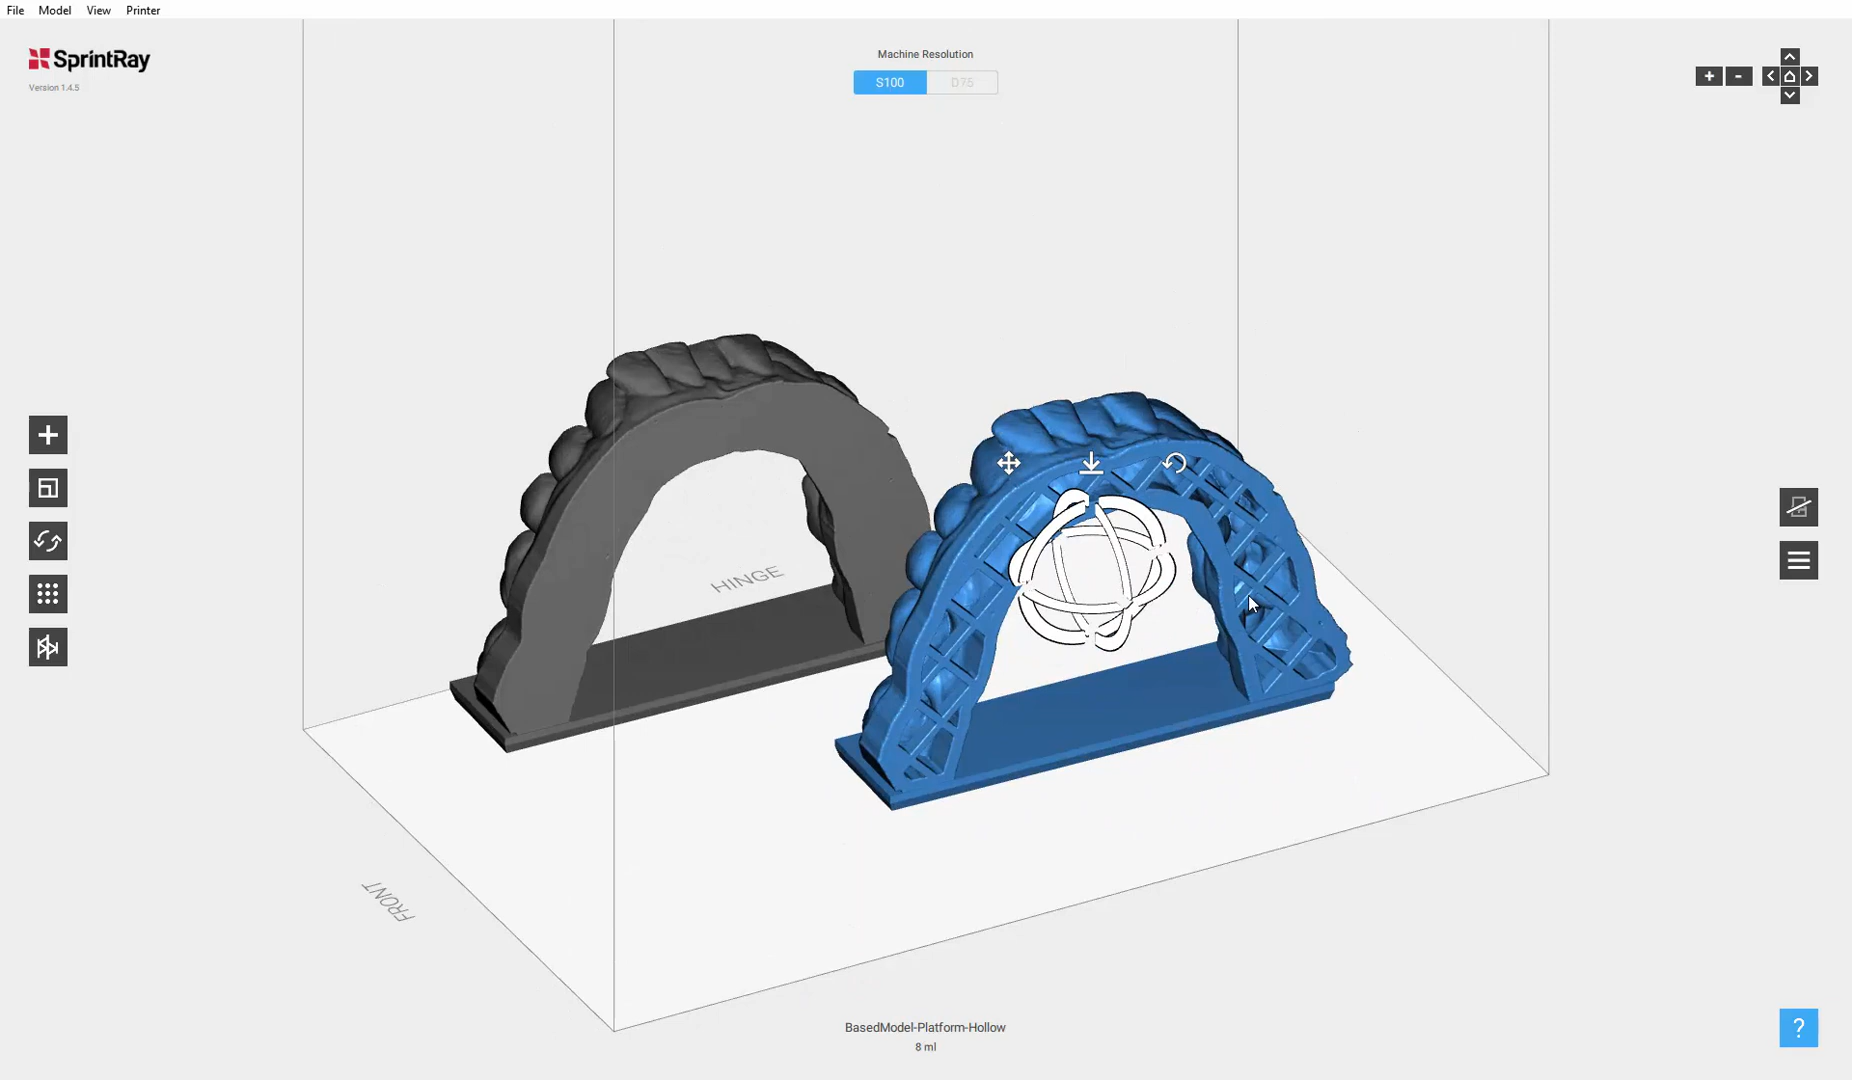 File Model View Printer
SprintRay
Version 1.4.5
Machine Resolution
S100 D75
+ -
HINGE
FRONT
BasedModel-Platform-Hollow
8 ml
?